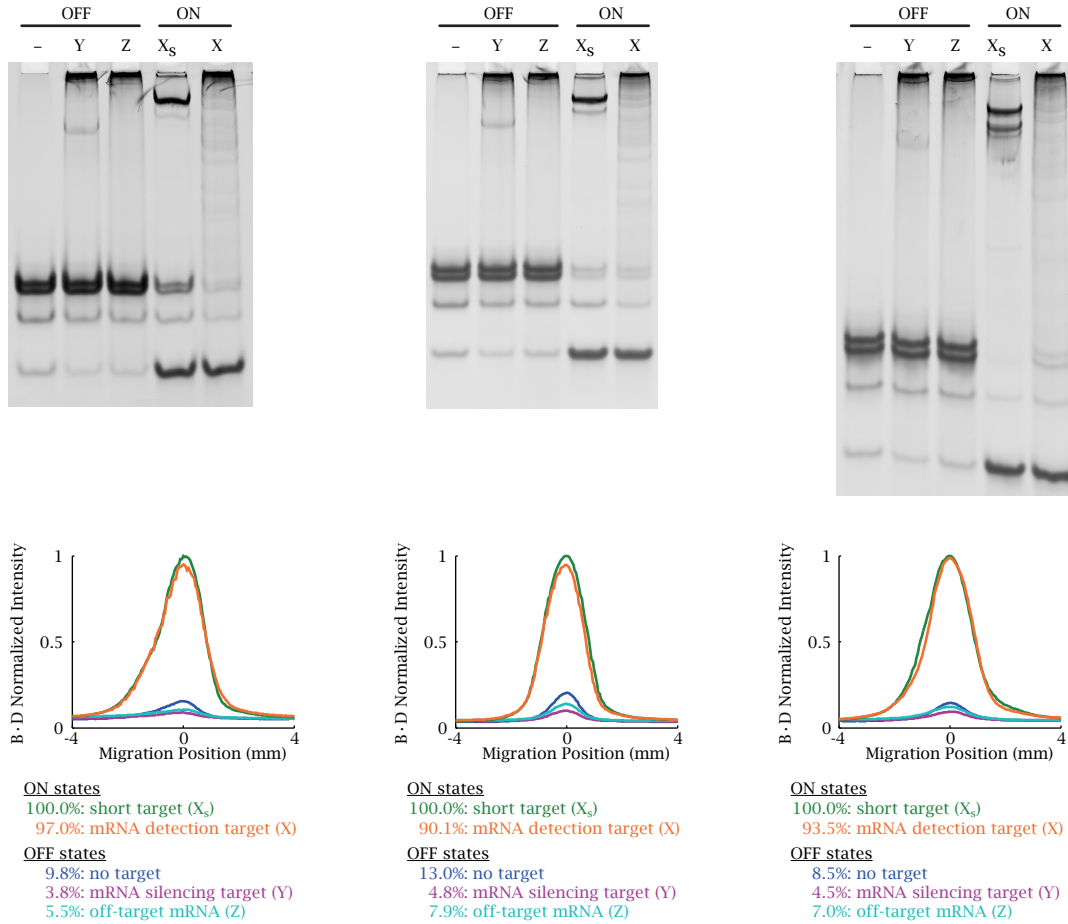 OFF ON
– Y Z Xs X
OFF ON
– Y Z Xs X
OFF ON
– Y Z Xs X
B·D Normalized Intensity
1
0.5
0
-4 0 4
Migration Position (mm)
ON states
100.0%: short target (Xs)
97.0%: mRNA detection target (X)
OFF states
9.8%: no target
3.8%: mRNA silencing target (Y)
5.5%: off-target mRNA (Z)
B·D Normalized Intensity
1
0.5
0
-4 0 4
Migration Position (mm)
ON states
100.0%: short target (Xs)
90.1%: mRNA detection target (X)
OFF states
13.0%: no target
4.8%: mRNA silencing target (Y)
7.9%: off-target mRNA (Z)
B·D Normalized Intensity
1
0.5
0
-4 0 4
Migration Position (mm)
ON states
100.0%: short target (Xs)
93.5%: mRNA detection target (X)
OFF states
8.5%: no target
4.5%: mRNA silencing target (Y)
7.0%: off-target mRNA (Z)